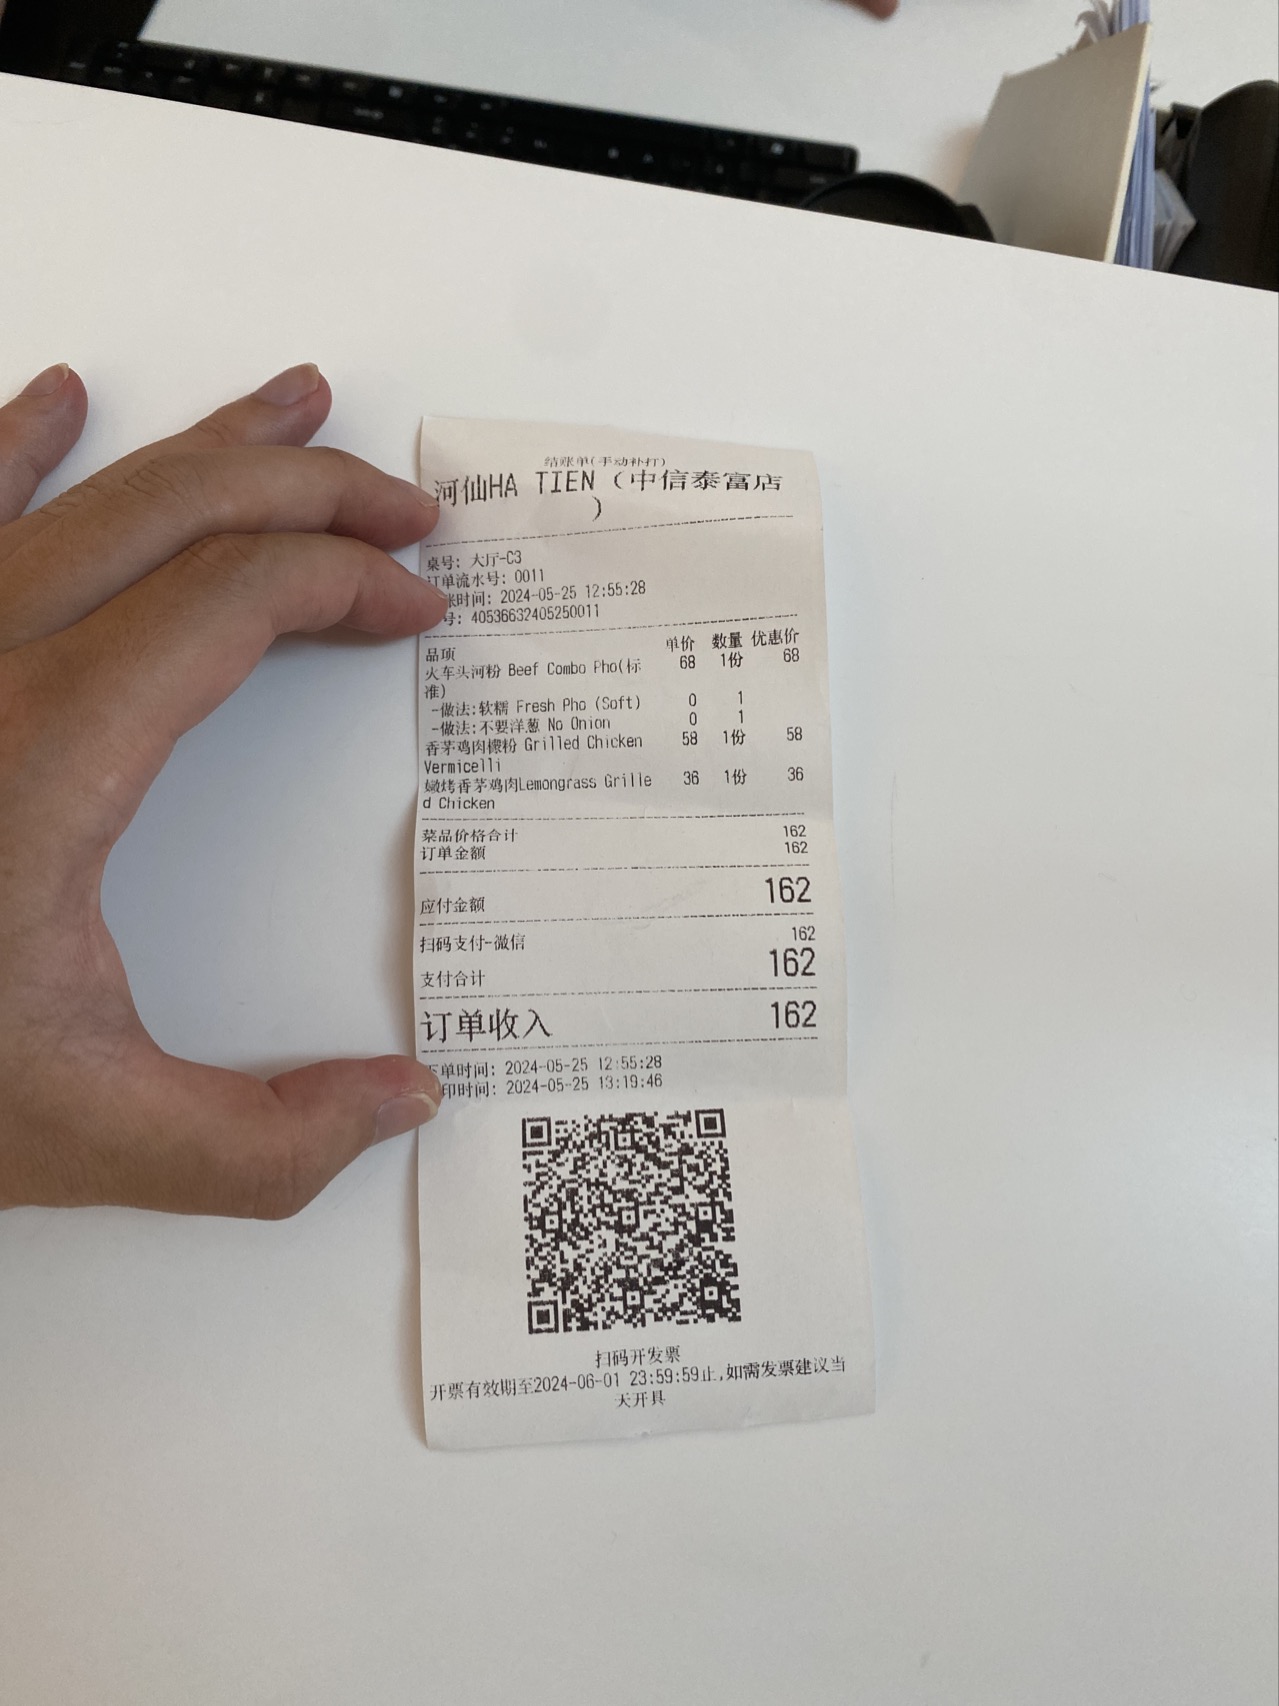 结账单(手动补打)
河仙HA TIEN (中信泰富店
)
桌号: 大厅-C3
订单流水号: 0011
账时间: 2024-05-25 12:55:28
号: 40536632405250011
品项 单价 数量 优惠价
火车头河粉 Beef Combo Pho(标 68 1份 68
准)
-做法:软糯 Fresh Pho (Soft) 0 1
-做法:不要洋葱 No Onion 0 1
香茅鸡肉檬粉 Grilled Chicken 58 1份 58
Vermicelli
嫩烤香茅鸡肉Lemongrass Grille 36 1份 36
d Chicken
菜品价格合计 162
订单金额 162
应付金额 162
扫码支付-微信 162
支付合计 162
订单收入 162
下单时间: 2024-05-25 12:55:28
印时间: 2024-05-25 13:19:46
扫码开发票
开票有效期至2024-06-01 23:59:59止,如需发票建议当
天开具